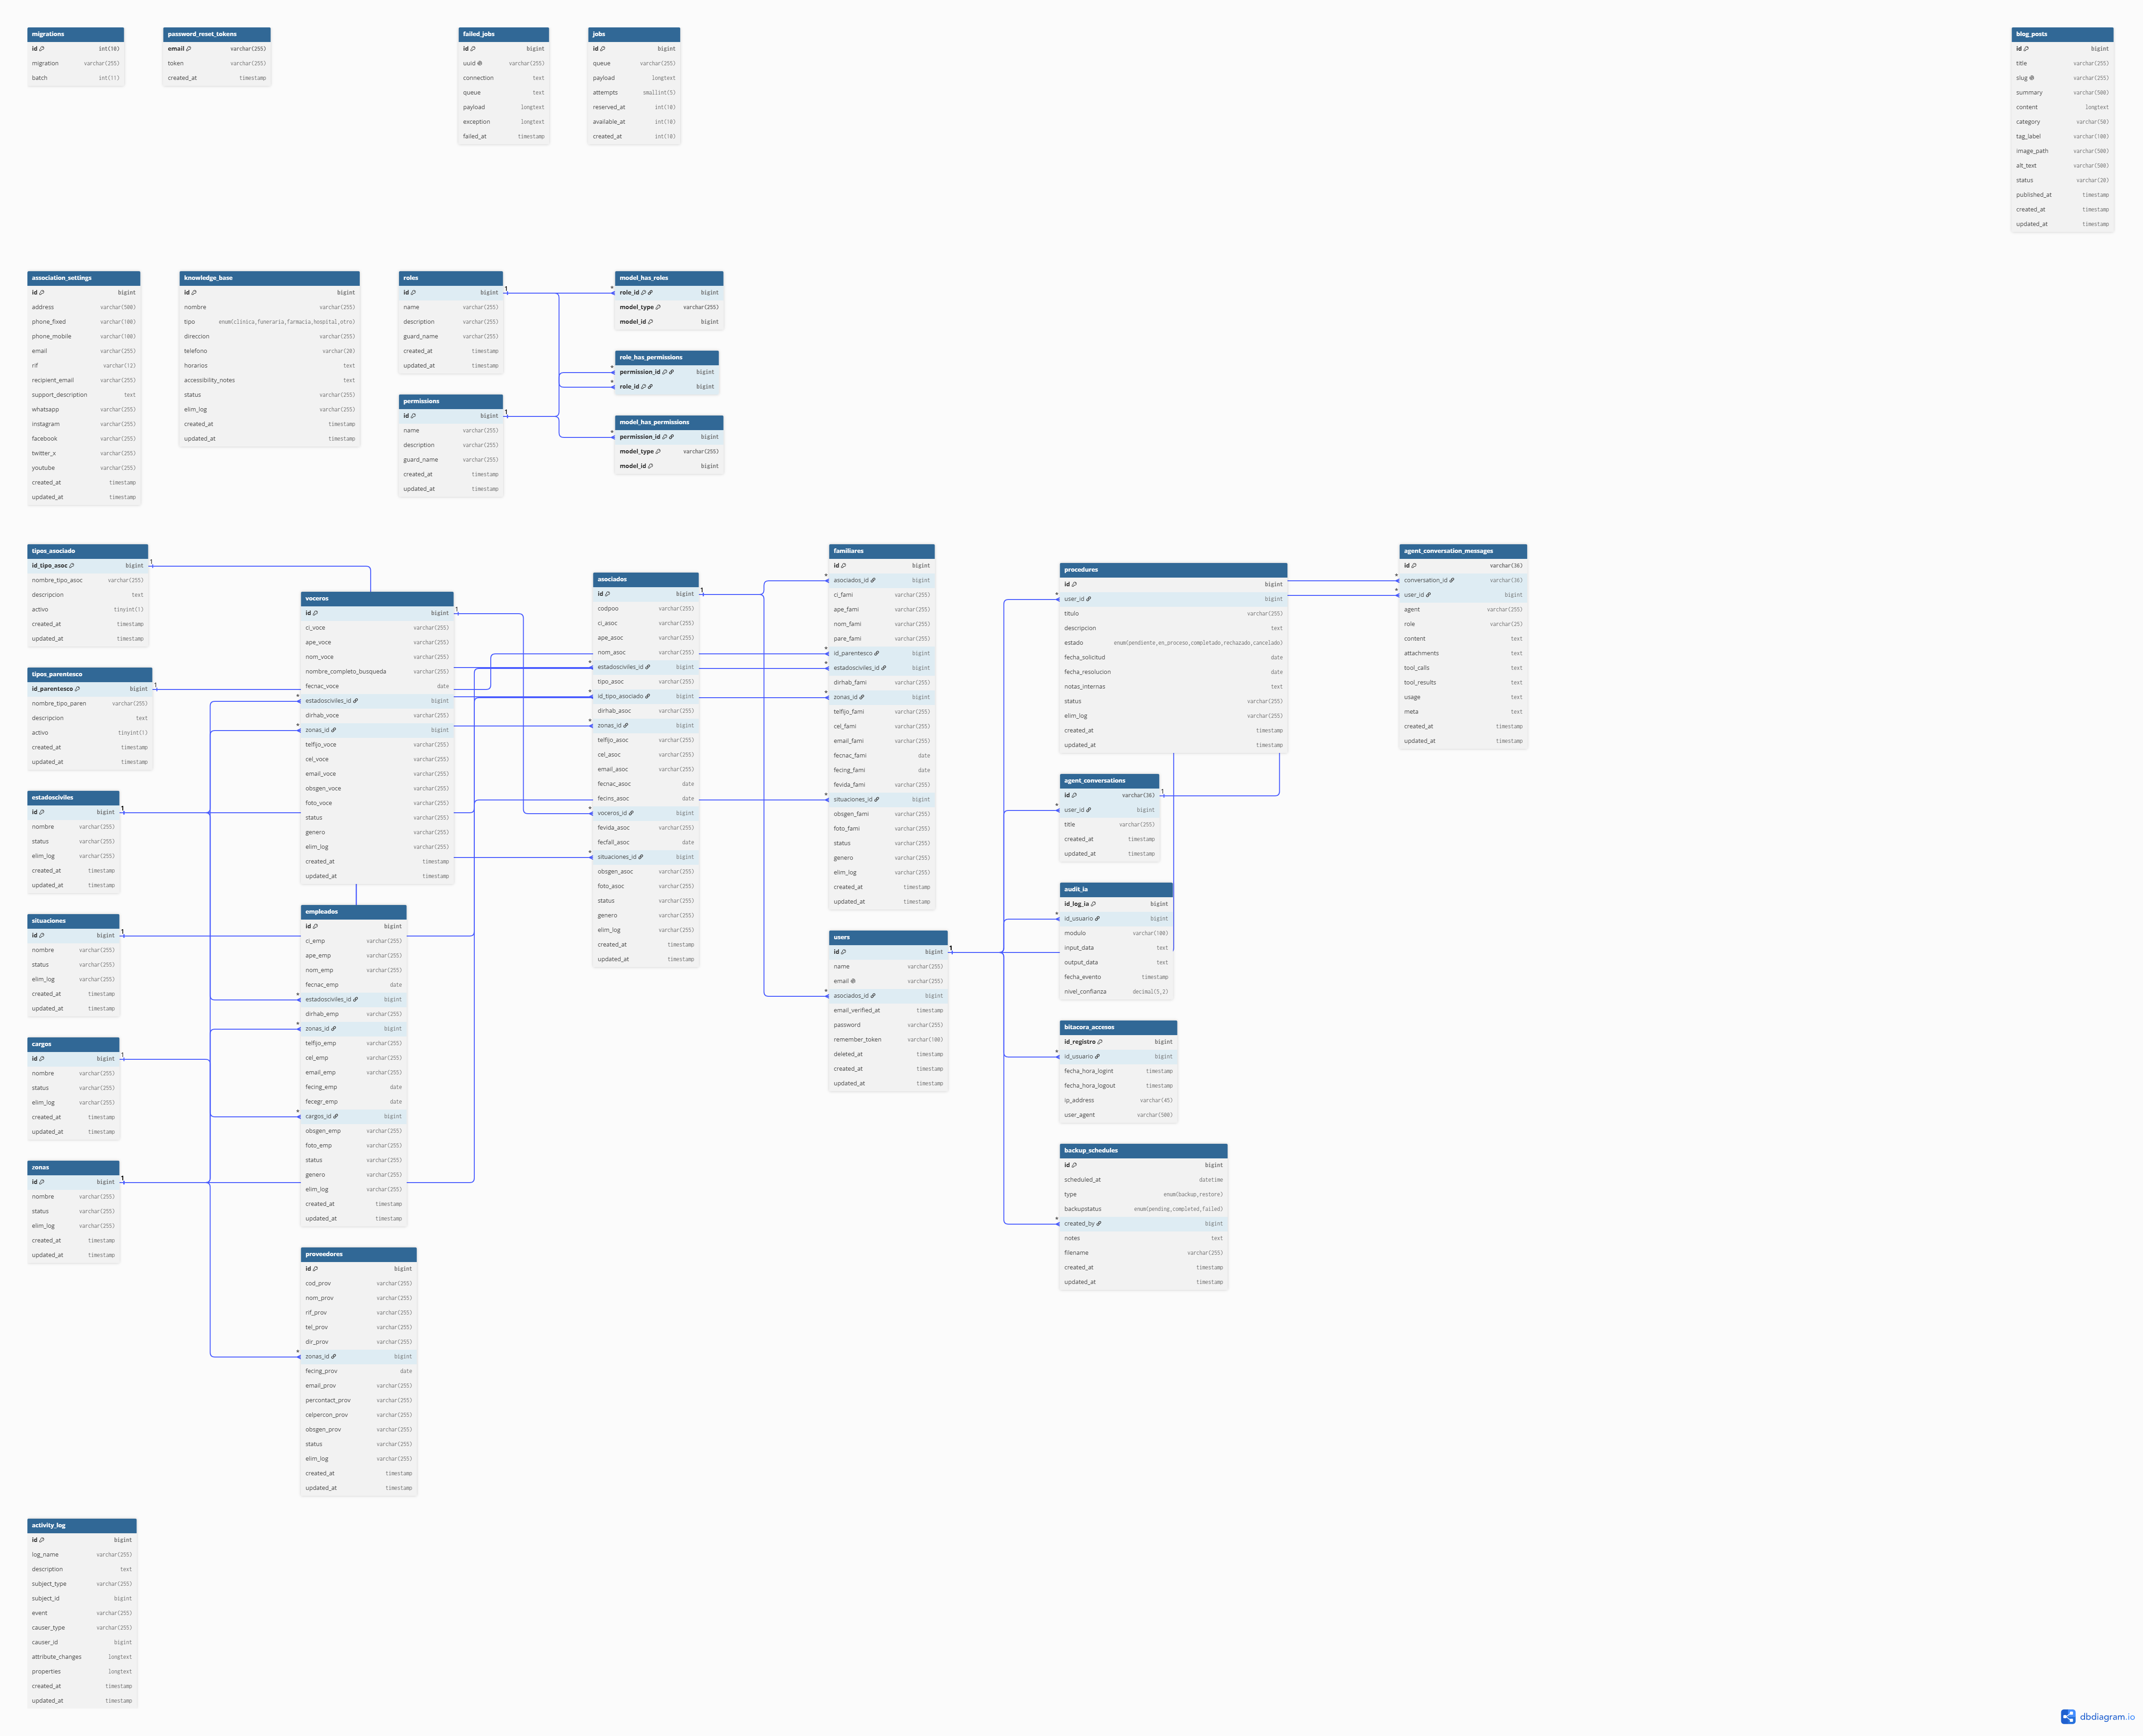 migrations
id int(10)
migration varchar(255)
batch int(11)
password_reset_tokens
email varchar(255)
token varchar(255)
created_at timestamp
failed_jobs
id bigint
uuid varchar(255)
connection text
queue text
payload longtext
exception longtext
failed_at timestamp
jobs
id bigint
queue varchar(255)
payload longtext
attempts smallint(5)
reserved_at int(10)
available_at int(10)
created_at int(10)
blog_posts
id bigint
title varchar(255)
slug varchar(255)
summary varchar(500)
content longtext
category varchar(50)
tag_label varchar(100)
image_path varchar(500)
alt_text varchar(500)
status varchar(20)
published_at timestamp
created_at timestamp
updated_at timestamp
association_settings
id bigint
address varchar(500)
phone_fixed varchar(100)
phone_mobile varchar(100)
email varchar(255)
rif varchar(12)
recipient_email varchar(255)
support_description text
whatsapp varchar(255)
instagram varchar(255)
facebook varchar(255)
twitter_x varchar(255)
youtube varchar(255)
created_at timestamp
updated_at timestamp
knowledge_base
id bigint
nombre varchar(255)
tipo enum(clinica,funeraria,farmacia,hospital,otro)
direccion varchar(255)
telefono varchar(20)
horarios text
accessibility_notes text
status varchar(255)
elim_log varchar(255)
created_at timestamp
updated_at timestamp
roles
id bigint
name varchar(255)
description varchar(255)
guard_name varchar(255)
created_at timestamp
updated_at timestamp
permissions
id bigint
name varchar(255)
description varchar(255)
guard_name varchar(255)
created_at timestamp
updated_at timestamp
model_has_roles
role_id bigint
model_type varchar(255)
model_id bigint
role_has_permissions
permission_id bigint
role_id bigint
model_has_permissions
permission_id bigint
model_type varchar(255)
model_id bigint
tipos_asociado
id_tipo_asoc bigint
nombre_tipo_asoc varchar(255)
descripcion text
activo tinyint(1)
created_at timestamp
updated_at timestamp
tipos_parentesco
id_parentesco bigint
nombre_tipo_paren varchar(255)
descripcion text
activo tinyint(1)
created_at timestamp
updated_at timestamp
estadosciviles
id bigint
nombre varchar(255)
status varchar(255)
elim_log varchar(255)
created_at timestamp
updated_at timestamp
situaciones
id bigint
nombre varchar(255)
status varchar(255)
elim_log varchar(255)
created_at timestamp
updated_at timestamp
cargos
id bigint
nombre varchar(255)
status varchar(255)
elim_log varchar(255)
created_at timestamp
updated_at timestamp
zonas
id bigint
nombre varchar(255)
status varchar(255)
elim_log varchar(255)
created_at timestamp
updated_at timestamp
voceros
id bigint
ci_voce varchar(255)
ape_voce varchar(255)
nom_voce varchar(255)
nombre_completo_busqueda varchar(255)
fecnac_voce date
estadosciviles_id bigint
dirhab_voce varchar(255)
zonas_id bigint
telfijo_voce varchar(255)
cel_voce varchar(255)
email_voce varchar(255)
obsgen_voce varchar(255)
foto_voce varchar(255)
status varchar(255)
genero varchar(255)
elim_log varchar(255)
created_at timestamp
updated_at timestamp
empleados
id bigint
ci_emp varchar(255)
ape_emp varchar(255)
nom_emp varchar(255)
fecnac_emp date
estadosciviles_id bigint
dirhab_emp varchar(255)
zonas_id bigint
telfijo_emp varchar(255)
cel_emp varchar(255)
email_emp varchar(255)
fecing_emp date
fecegr_emp date
cargos_id bigint
obsgen_emp varchar(255)
foto_emp varchar(255)
status varchar(255)
genero varchar(255)
elim_log varchar(255)
created_at timestamp
updated_at timestamp
proveedores
id bigint
cod_prov varchar(255)
nom_prov varchar(255)
rif_prov varchar(255)
tel_prov varchar(255)
dir_prov varchar(255)
zonas_id bigint
fecing_prov date
email_prov varchar(255)
percontact_prov varchar(255)
celpercon_prov varchar(255)
obsgen_prov varchar(255)
status varchar(255)
elim_log varchar(255)
created_at timestamp
updated_at timestamp
asociados
id bigint
codpoo varchar(255)
ci_asoc varchar(255)
ape_asoc varchar(255)
nom_asoc varchar(255)
estadosciviles_id bigint
tipo_asoc varchar(255)
id_tipo_asociado bigint
dirhab_asoc varchar(255)
zonas_id bigint
telfijo_asoc varchar(255)
cel_asoc varchar(255)
email_asoc varchar(255)
fecnac_asoc date
fecins_asoc date
voceros_id bigint
fevida_asoc varchar(255)
fecfall_asoc date
situaciones_id bigint
obsgen_asoc varchar(255)
foto_asoc varchar(255)
status varchar(255)
genero varchar(255)
elim_log varchar(255)
created_at timestamp
updated_at timestamp
familiares
id bigint
asociados_id bigint
ci_fami varchar(255)
ape_fami varchar(255)
nom_fami varchar(255)
pare_fami varchar(255)
id_parentesco bigint
estadosciviles_id bigint
dirhab_fami varchar(255)
zonas_id bigint
telfijo_fami varchar(255)
cel_fami varchar(255)
email_fami varchar(255)
fecnac_fami date
fecing_fami date
fevida_fami varchar(255)
situaciones_id bigint
obsgen_fami varchar(255)
foto_fami varchar(255)
status varchar(255)
genero varchar(255)
elim_log varchar(255)
created_at timestamp
updated_at timestamp
users
id bigint
name varchar(255)
email varchar(255)
asociados_id bigint
email_verified_at timestamp
password varchar(255)
remember_token varchar(100)
deleted_at timestamp
created_at timestamp
updated_at timestamp
procedures
id bigint
user_id bigint
titulo varchar(255)
descripcion text
estado enum(pendiente,en_proceso,completado,rechazado,cancelado)
fecha_solicitud date
fecha_resolucion date
notas_internas text
status varchar(255)
elim_log varchar(255)
created_at timestamp
updated_at timestamp
agent_conversations
id varchar(36)
user_id bigint
title varchar(255)
created_at timestamp
updated_at timestamp
audit_ia
id_log_ia bigint
id_usuario bigint
modulo varchar(100)
input_data text
output_data text
fecha_evento timestamp
nivel_confianza decimal(5,2)
bitacora_accesos
id_registro bigint
id_usuario bigint
fecha_hora_logint timestamp
fecha_hora_logout timestamp
ip_address varchar(45)
user_agent varchar(500)
backup_schedules
id bigint
scheduled_at datetime
type enum(backup,restore)
backupstatus enum(pending,completed,failed)
created_by bigint
notes text
filename varchar(255)
created_at timestamp
updated_at timestamp
agent_conversation_messages
id varchar(36)
conversation_id varchar(36)
user_id bigint
agent varchar(255)
role varchar(25)
content text
attachments text
tool_calls text
tool_results text
usage text
meta text
created_at timestamp
updated_at timestamp
activity_log
id bigint
log_name varchar(255)
description text
subject_type varchar(255)
subject_id bigint
event varchar(255)
causer_type varchar(255)
causer_id bigint
attribute_changes longtext
properties longtext
created_at timestamp
updated_at timestamp
dbdiagram.io